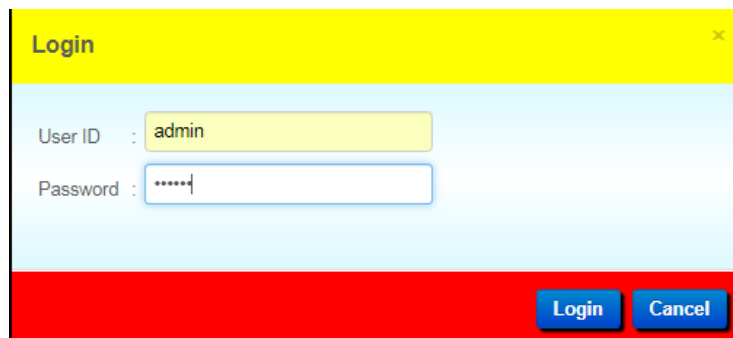 Login ×
User ID : admin
Password : ••••••
Login Cancel